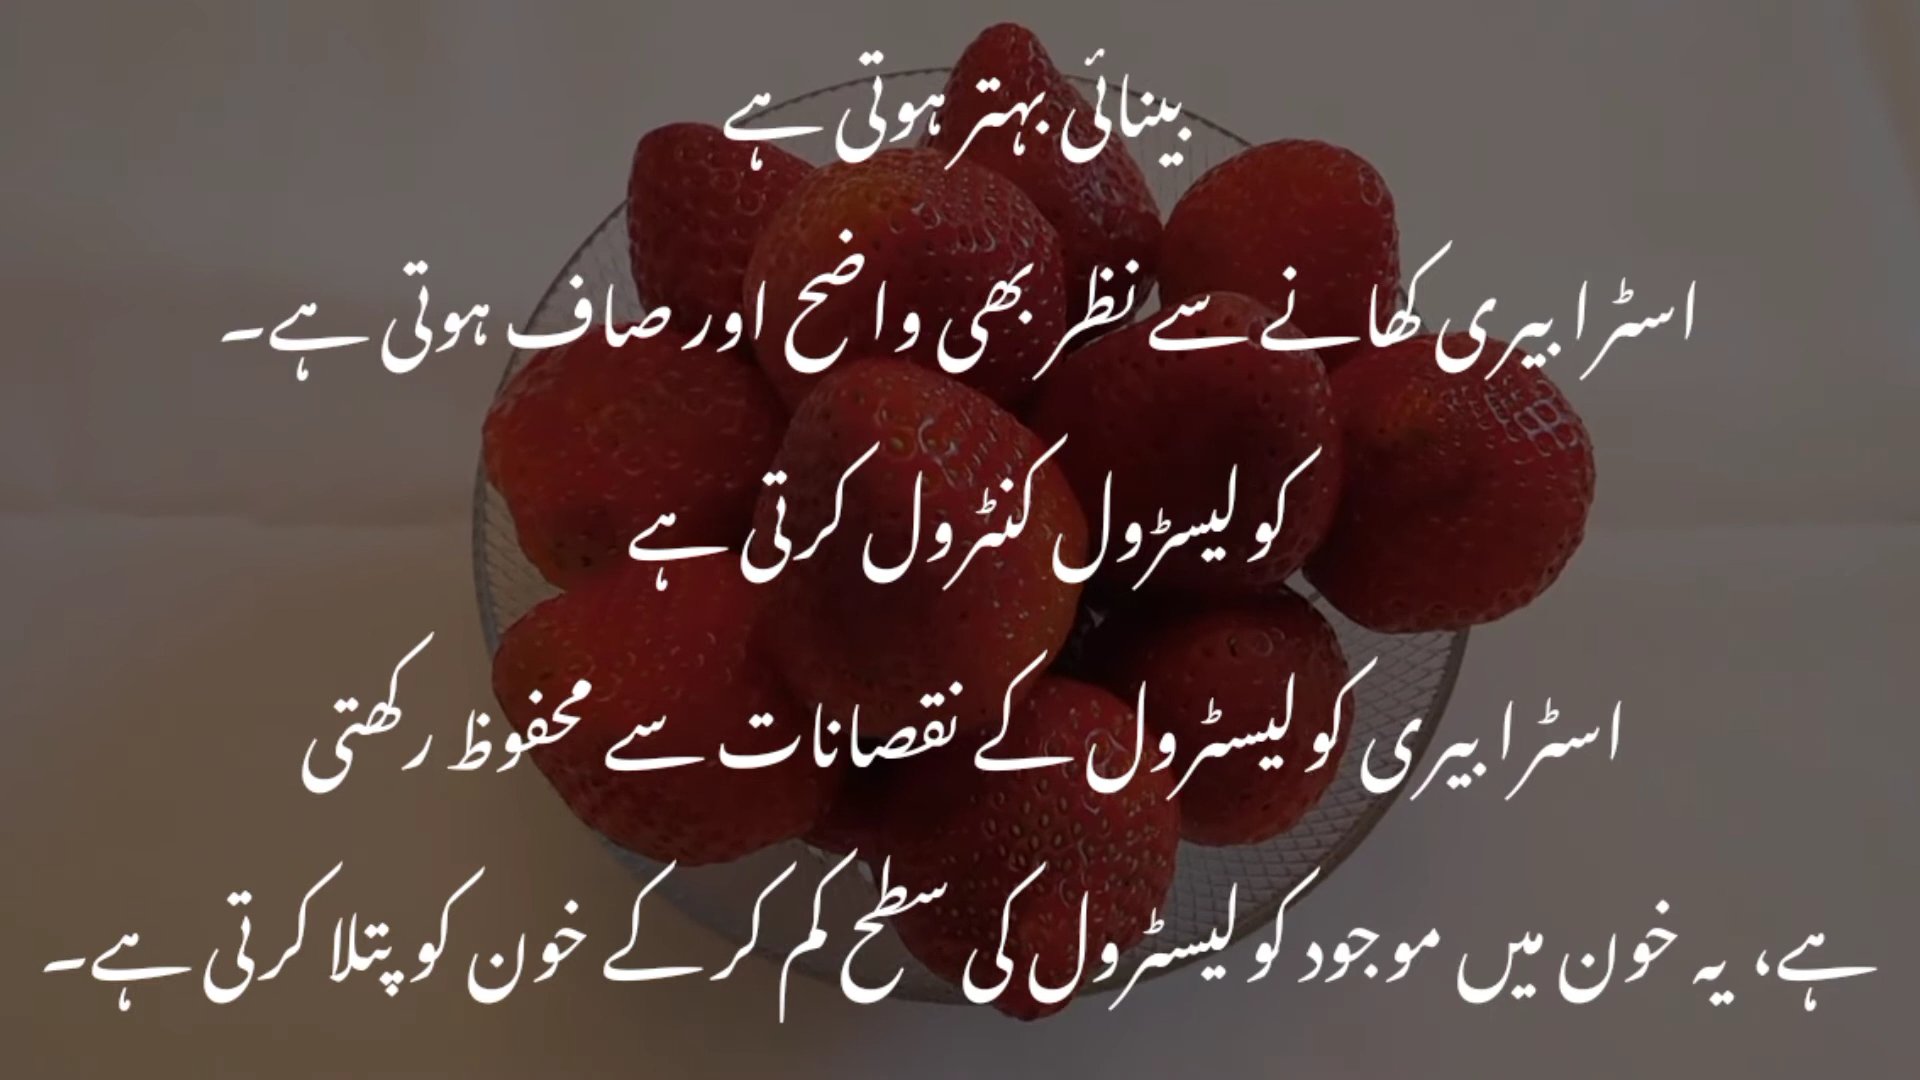 بینائی بہتر ہوتی ہے
اسٹرابیری کھانے سے نظر بھی واضح اور صاف ہوتی ہے۔
کولیسڑول کنٹرول کرتی ہے
اسٹرابیری کولیسٹرول کے نقصانات سے محفوظ رکھتی
ہے، یہ خون میں موجود کولیسٹرول کی سطح کم کر کے خون کو پتلا کرتی ہے۔